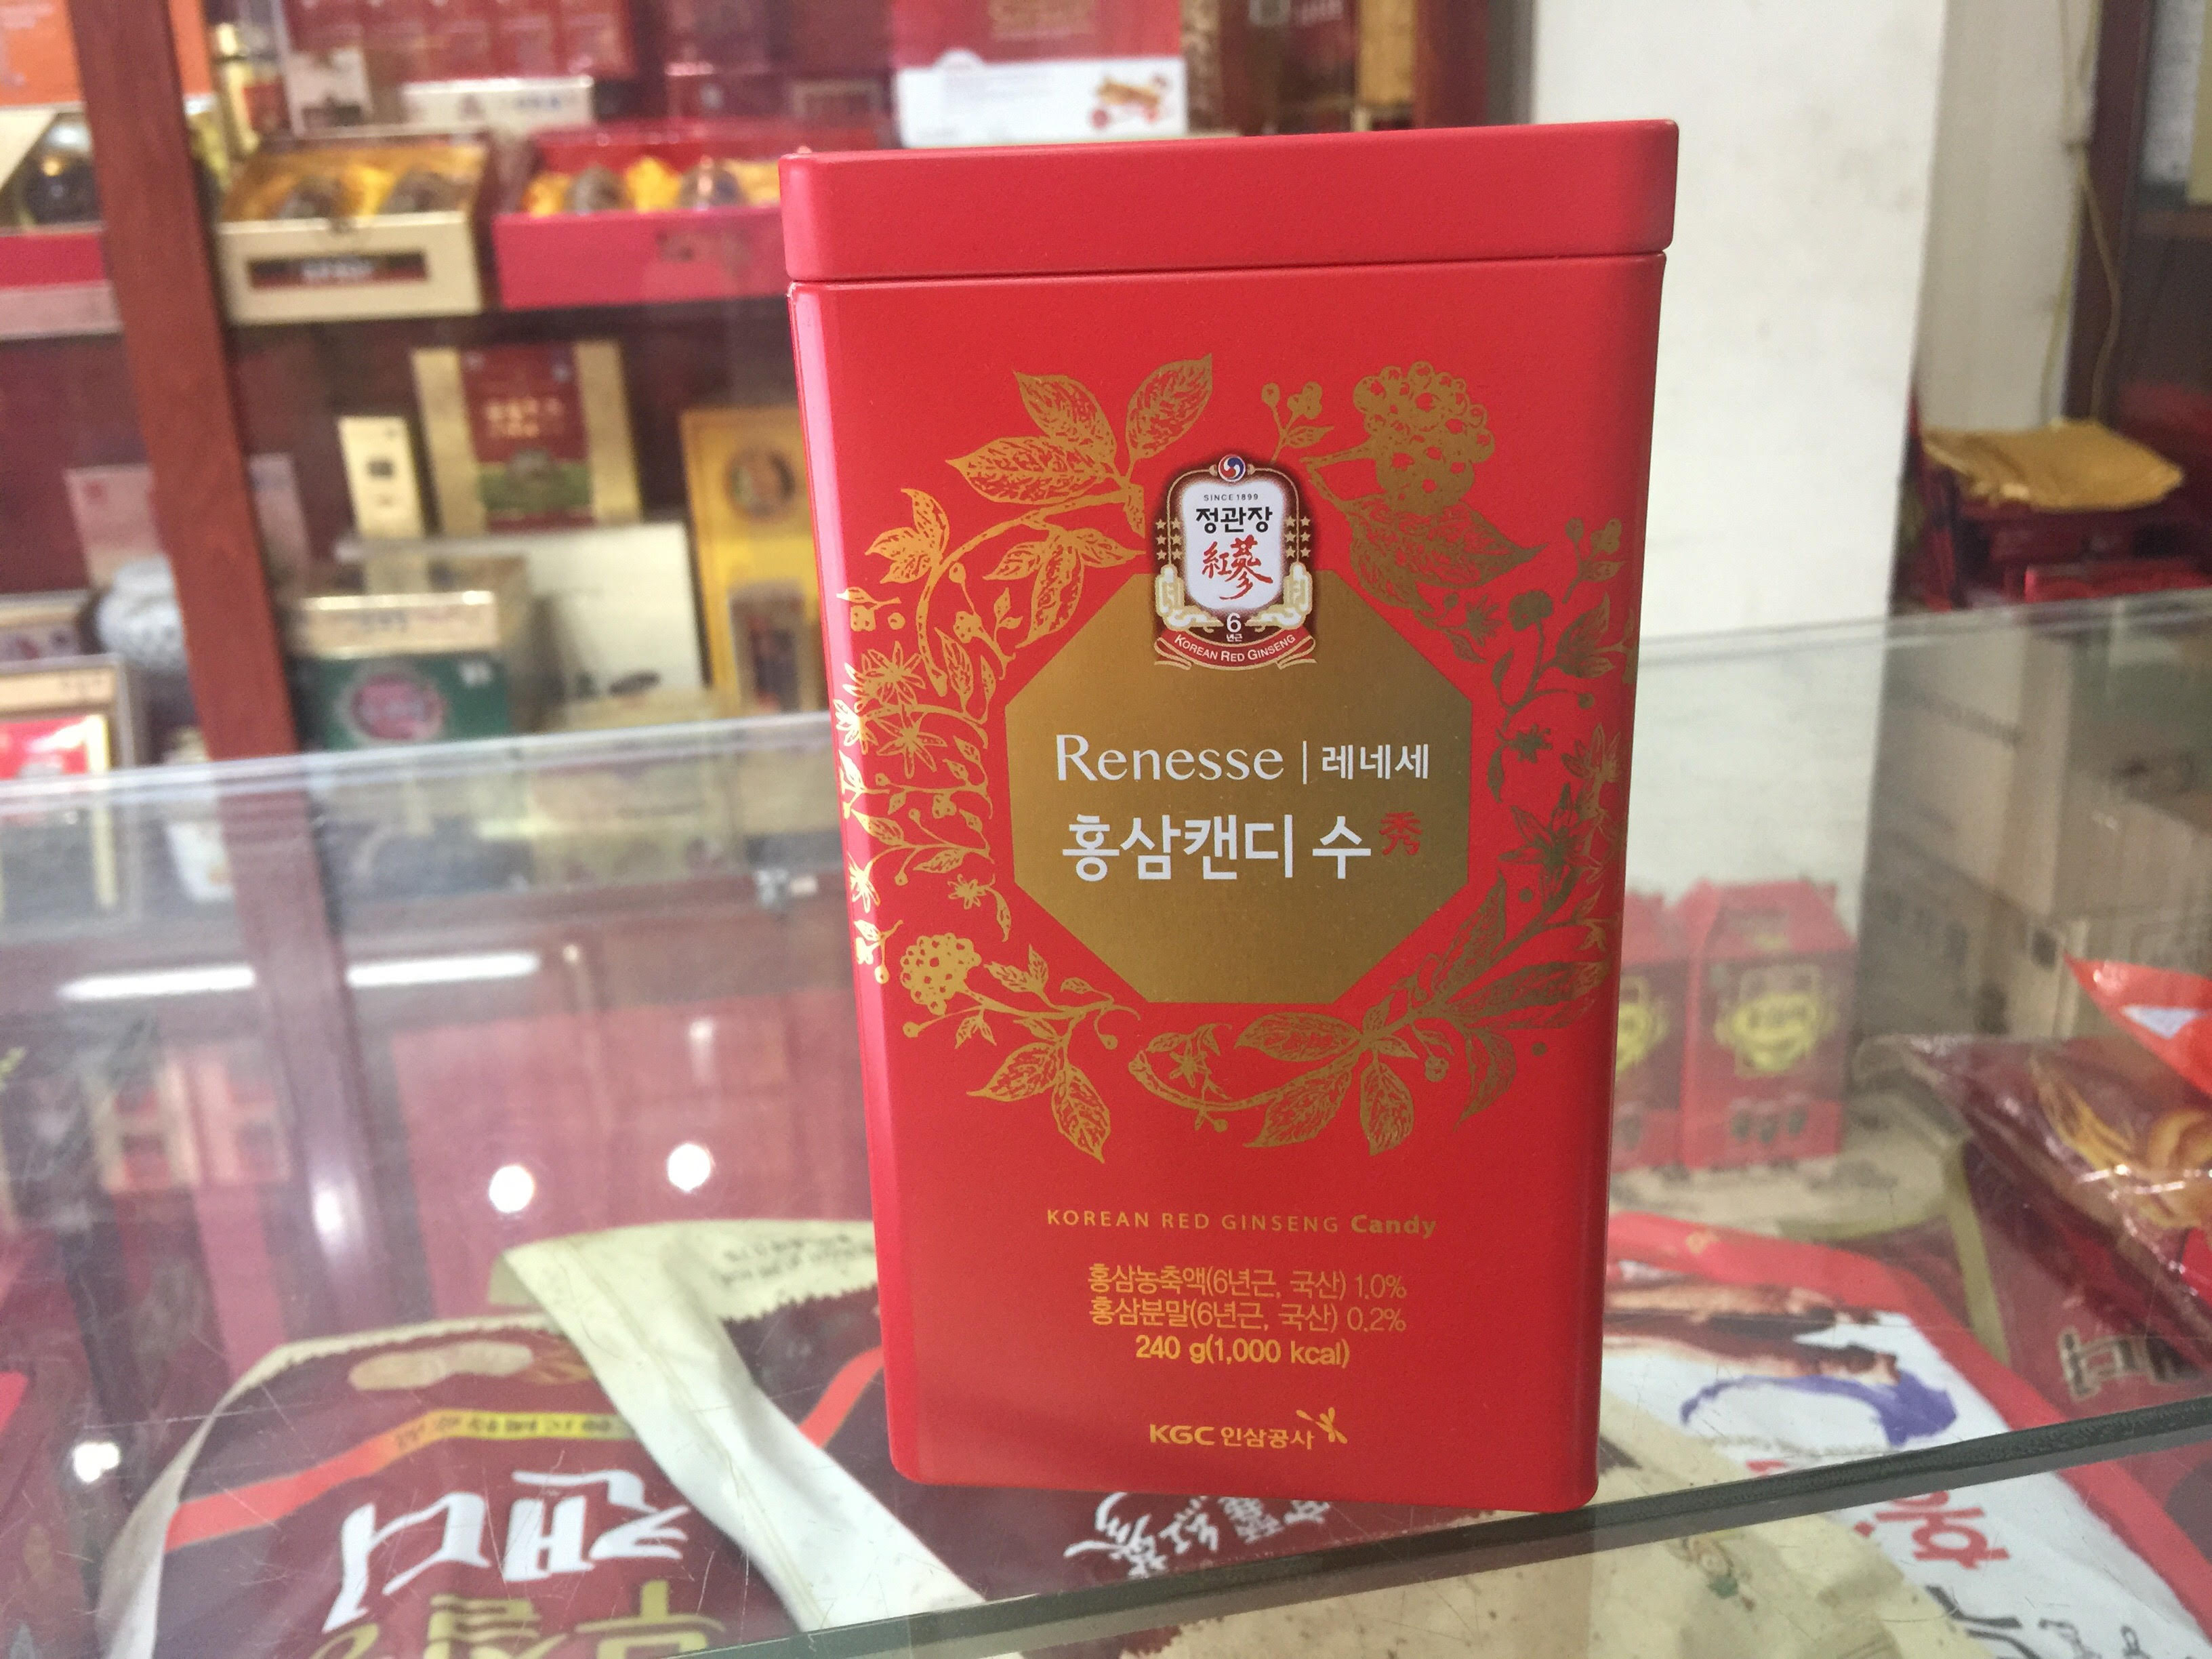 SINCE 1899
정관장
紅蔘
6
년근
KOREAN RED GINSENG
Renesse | 레네세
홍삼캔디 수 秀
KOREAN RED GINSENG Candy
홍삼농축액(6년근, 국산) 1.0%
홍삼분말(6년근, 국산) 0.2%
240 g(1,000 kcal)
KGC 인삼공사
캔디